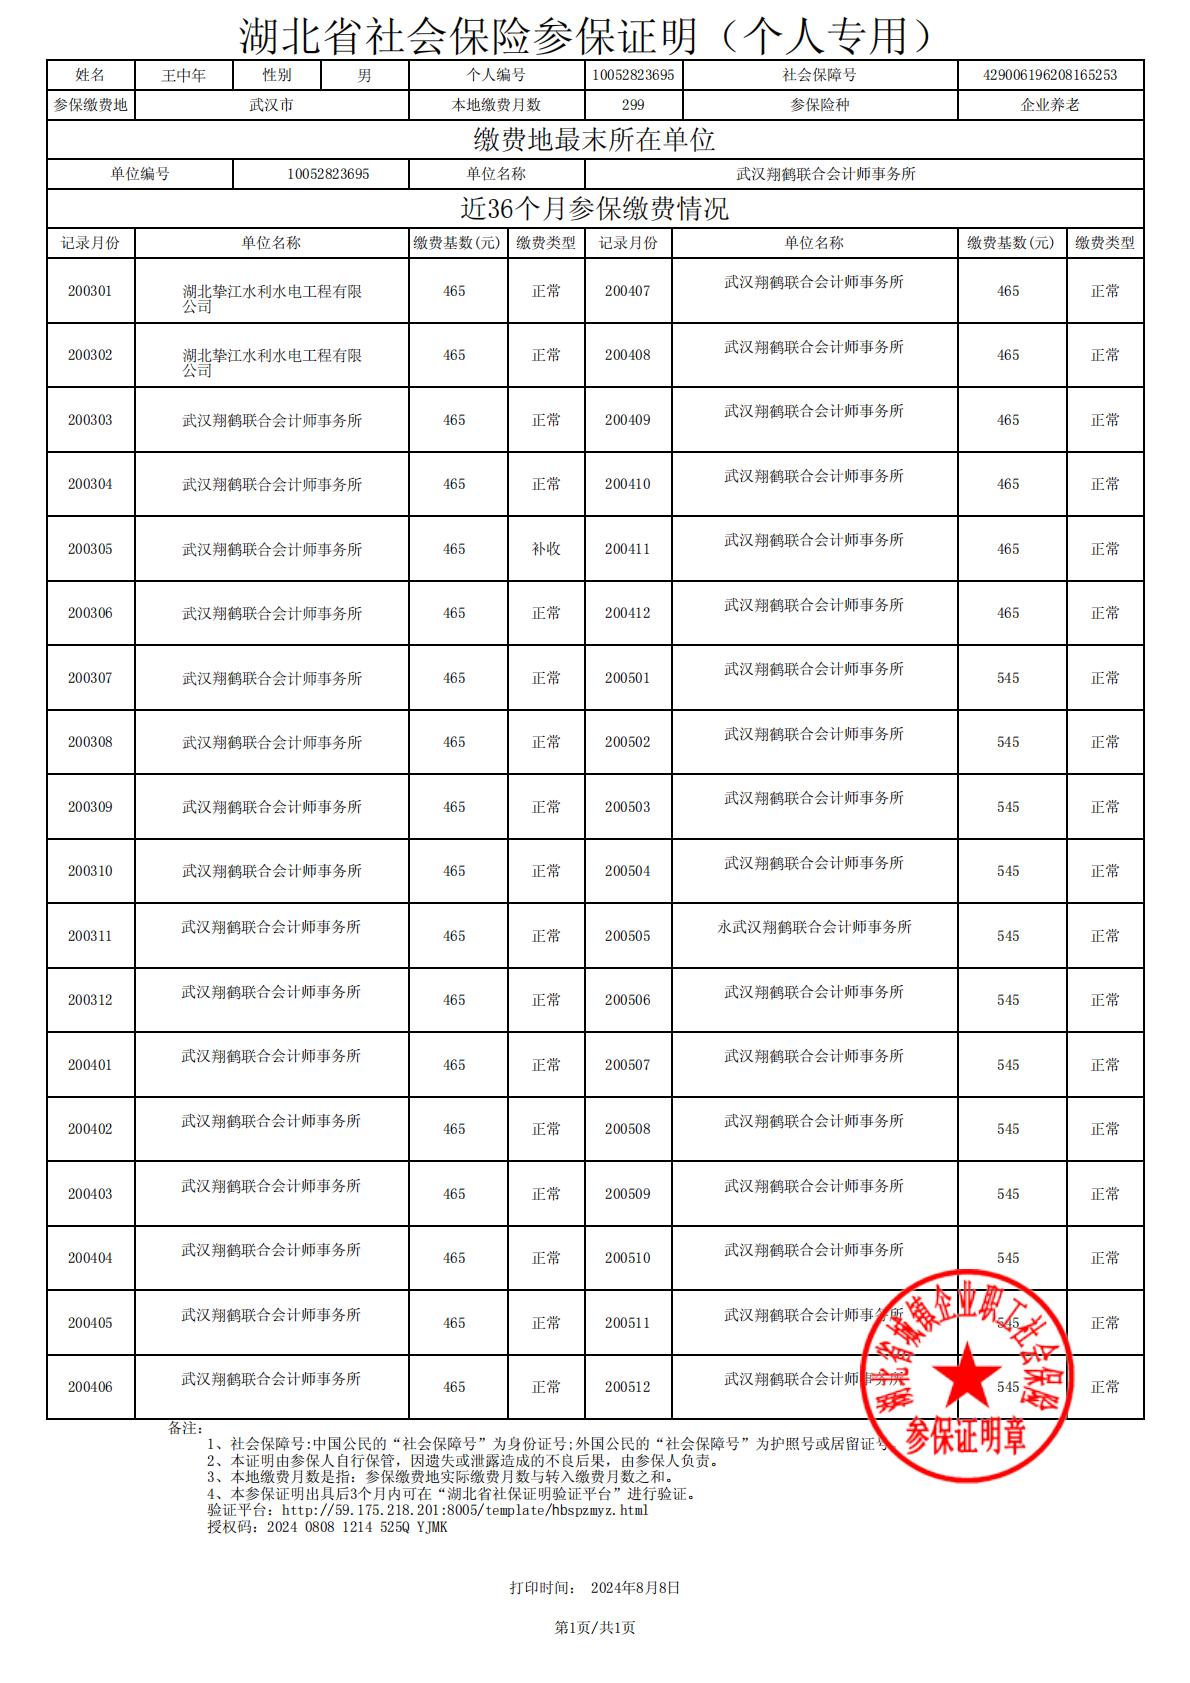 湖北省社会保险参保证明（个人专用）
姓名 王中年 性别 男 个人编号 10052823695 社会保障号 429006196208165253
参保缴费地 武汉市 本地缴费月数 299 参保险种 企业养老
缴费地最末所在单位
单位编号 10052823695 单位名称 武汉翔鹤联合会计师事务所
近36个月参保缴费情况
记录月份 单位名称 缴费基数(元) 缴费类型 记录月份 单位名称 缴费基数(元) 缴费类型
200301 湖北挚江水利水电工程有限公司 465 正常 200407 武汉翔鹤联合会计师事务所 465 正常
200302 湖北挚江水利水电工程有限公司 465 正常 200408 武汉翔鹤联合会计师事务所 465 正常
200303 武汉翔鹤联合会计师事务所 465 正常 200409 武汉翔鹤联合会计师事务所 465 正常
200304 武汉翔鹤联合会计师事务所 465 正常 200410 武汉翔鹤联合会计师事务所 465 正常
200305 武汉翔鹤联合会计师事务所 465 补收 200411 武汉翔鹤联合会计师事务所 465 正常
200306 武汉翔鹤联合会计师事务所 465 正常 200412 武汉翔鹤联合会计师事务所 465 正常
200307 武汉翔鹤联合会计师事务所 465 正常 200501 武汉翔鹤联合会计师事务所 545 正常
200308 武汉翔鹤联合会计师事务所 465 正常 200502 武汉翔鹤联合会计师事务所 545 正常
200309 武汉翔鹤联合会计师事务所 465 正常 200503 武汉翔鹤联合会计师事务所 545 正常
200310 武汉翔鹤联合会计师事务所 465 正常 200504 武汉翔鹤联合会计师事务所 545 正常
200311 武汉翔鹤联合会计师事务所 465 正常 200505 永武汉翔鹤联合会计师事务所 545 正常
200312 武汉翔鹤联合会计师事务所 465 正常 200506 武汉翔鹤联合会计师事务所 545 正常
200401 武汉翔鹤联合会计师事务所 465 正常 200507 武汉翔鹤联合会计师事务所 545 正常
200402 武汉翔鹤联合会计师事务所 465 正常 200508 武汉翔鹤联合会计师事务所 545 正常
200403 武汉翔鹤联合会计师事务所 465 正常 200509 武汉翔鹤联合会计师事务所 545 正常
200404 武汉翔鹤联合会计师事务所 465 正常 200510 武汉翔鹤联合会计师事务所 545 正常
200405 武汉翔鹤联合会计师事务所 465 正常 200511 武汉翔鹤联合会计师事务所 545 正常
200406 武汉翔鹤联合会计师事务所 465 正常 200512 武汉翔鹤联合会计师事务所 545 正常
湖北省城镇企业职工社会保险
参保证明章
备注：
1、社会保障号:中国公民的“社会保障号”为身份证号;外国公民的“社会保障号”为护照号或居留证号。
2、本证明由参保人自行保管，因遗失或泄露造成的不良后果，由参保人负责。
3、本地缴费月数是指：参保缴费地实际缴费月数与转入缴费月数之和。
4、本参保证明出具后3个月内可在“湖北省社保证明验证平台”进行验证。
验证平台：http://59.175.218.201:8005/template/hbspzmyz.html
授权码：2024 0808 1214 525Q YJMK
打印时间： 2024年8月8日
第1页/共1页